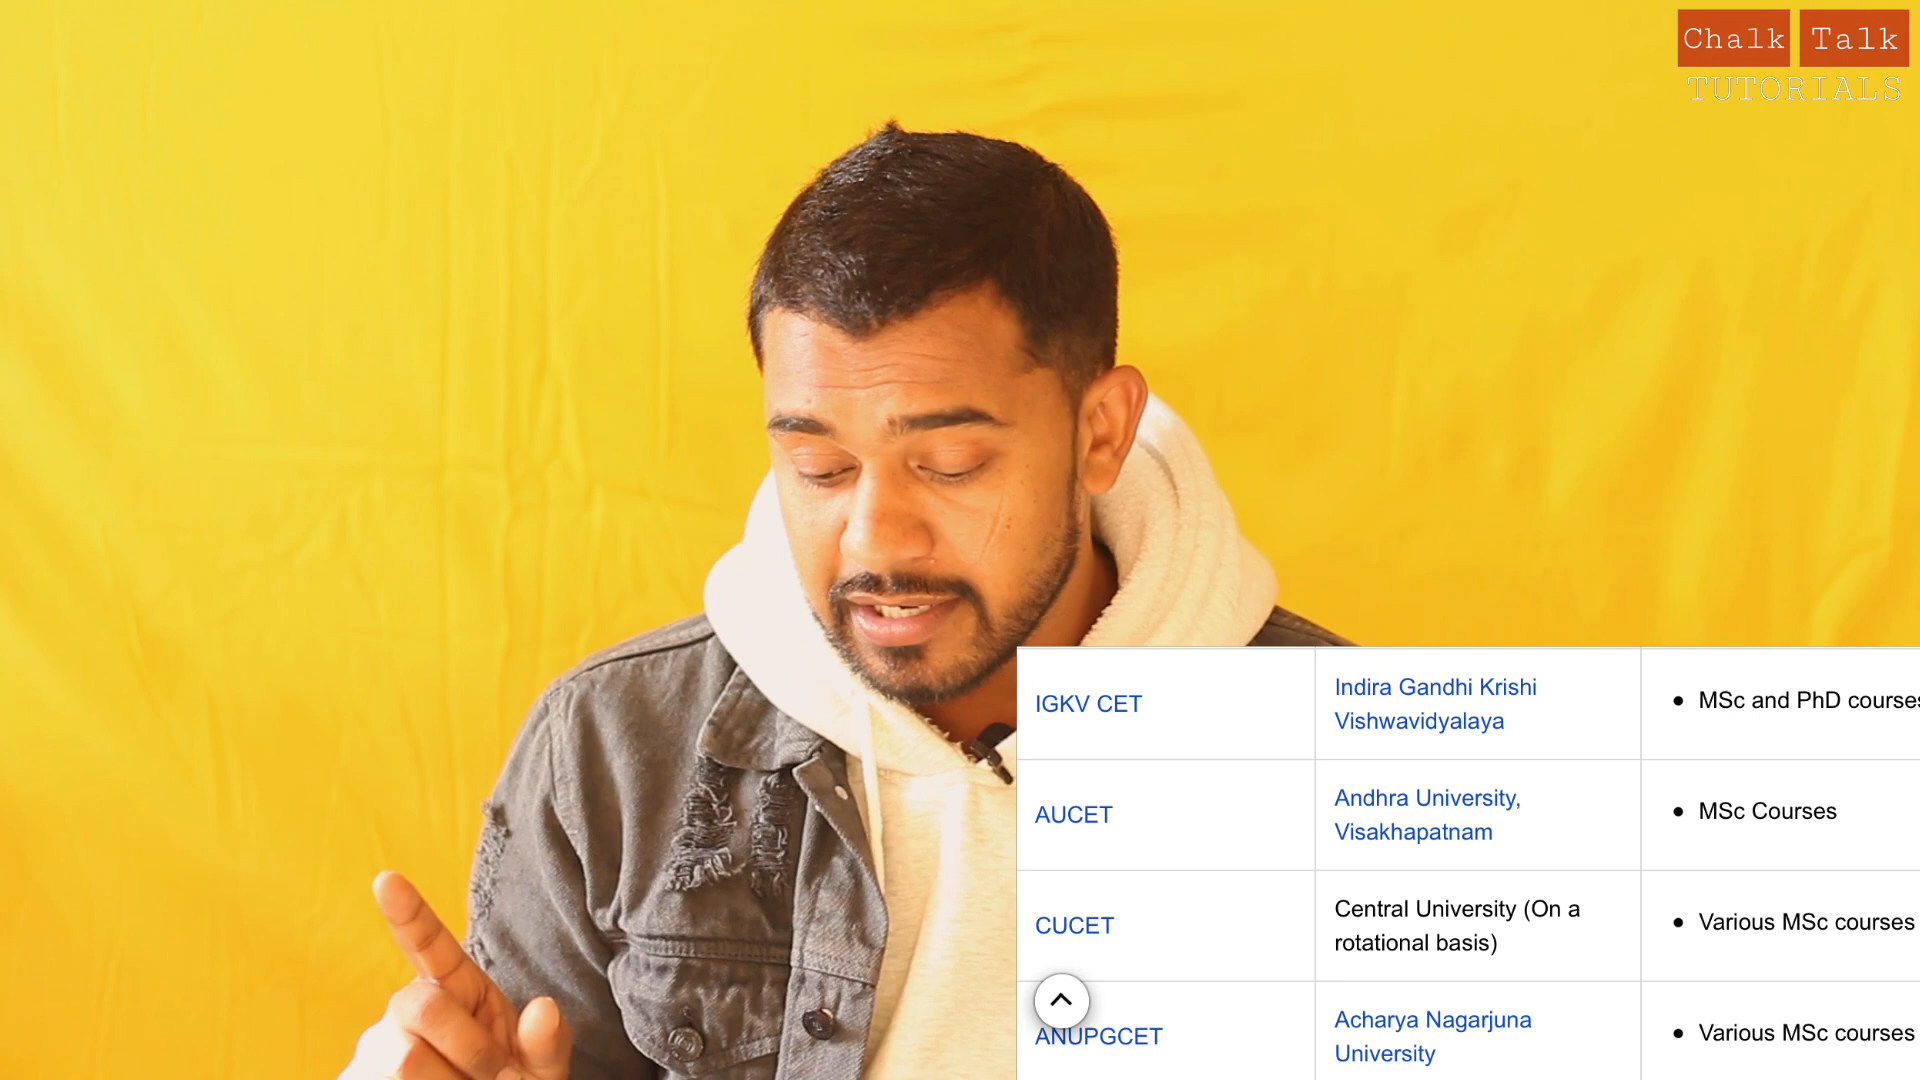 Chalk Talk
TUTORIALS
IGKV CET
Indira Gandhi Krishi
Vishwavidyalaya
MSc and PhD courses
AUCET
Andhra University,
Visakhapatnam
MSc Courses
CUCET
Central University (On a
rotational basis)
Various MSc courses
ANUPGCET
Acharya Nagarjuna
University
Various MSc courses